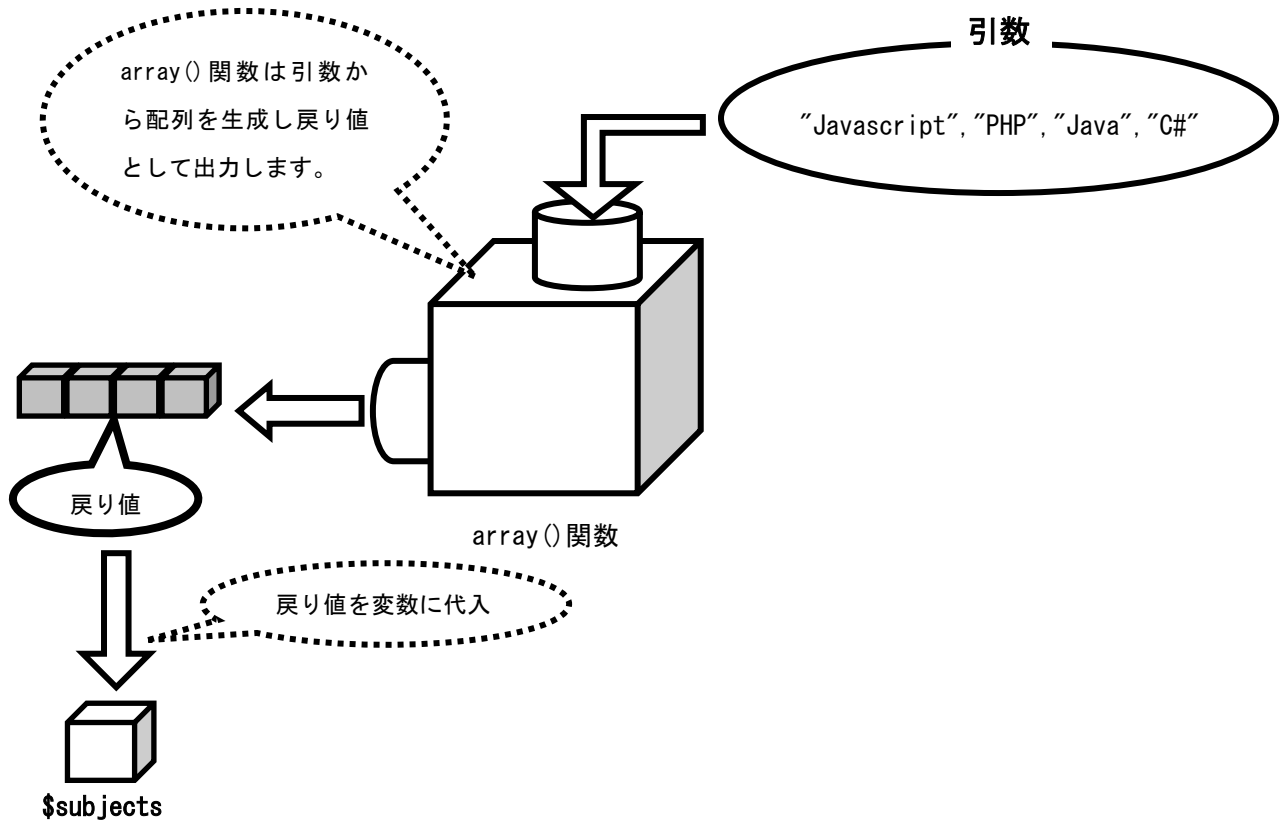 引数
array()関数は引数か
ら配列を生成し戻り値
として出力します。
"Javascript","PHP","Java","C#"
戻り値
array()関数
戻り値を変数に代入
$subjects